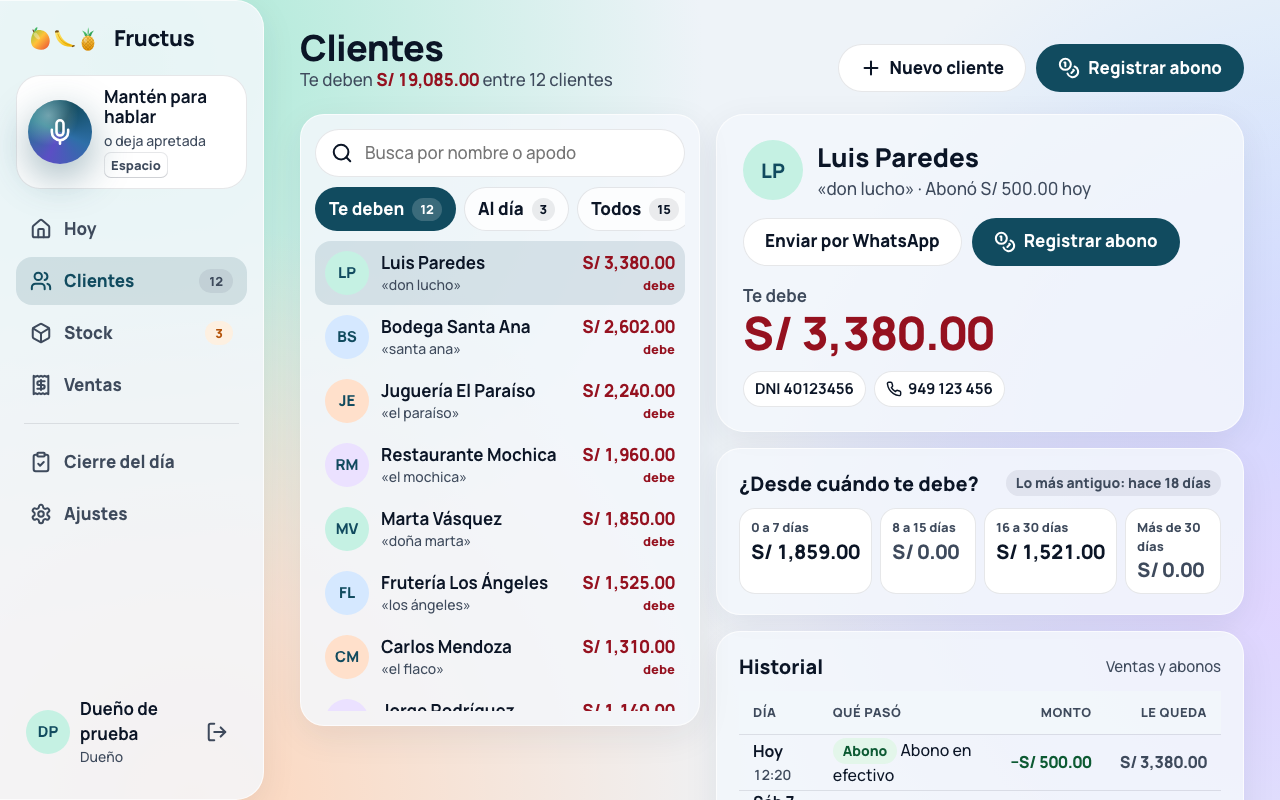 Fructus
Mantén para
hablar
o deja apretada
Espacio
Hoy
Clientes 12
Stock 3
Ventas
Cierre del día
Ajustes
DP
Dueño de
prueba
Dueño
Clientes
Te deben S/ 19,085.00 entre 12 clientes
Nuevo cliente
Registrar abono
Busca por nombre o apodo
Te deben 12
Al día 3
Todos 15
LP Luis Paredes S/ 3,380.00
«don lucho» debe
BS Bodega Santa Ana S/ 2,602.00
«santa ana» debe
JE Juguería El Paraíso S/ 2,240.00
«el paraíso» debe
RM Restaurante Mochica S/ 1,960.00
«el mochica» debe
MV Marta Vásquez S/ 1,850.00
«doña marta» debe
FL Frutería Los Ángeles S/ 1,525.00
«los ángeles» debe
CM Carlos Mendoza S/ 1,310.00
«el flaco» debe
Jorge Rodríguez S/ 1,140.00
LP
Luis Paredes
«don lucho» · Abonó S/ 500.00 hoy
Enviar por WhatsApp
Registrar abono
Te debe
S/ 3,380.00
DNI 40123456
949 123 456
¿Desde cuándo te debe?
Lo más antiguo: hace 18 días
0 a 7 días
S/ 1,859.00
8 a 15 días
S/ 0.00
16 a 30 días
S/ 1,521.00
Más de 30
días
S/ 0.00
Historial
Ventas y abonos
DÍA QUÉ PASÓ MONTO LE QUEDA
Hoy
12:20
Abono Abono en
efectivo
−S/ 500.00
S/ 3,380.00
Sáb 7